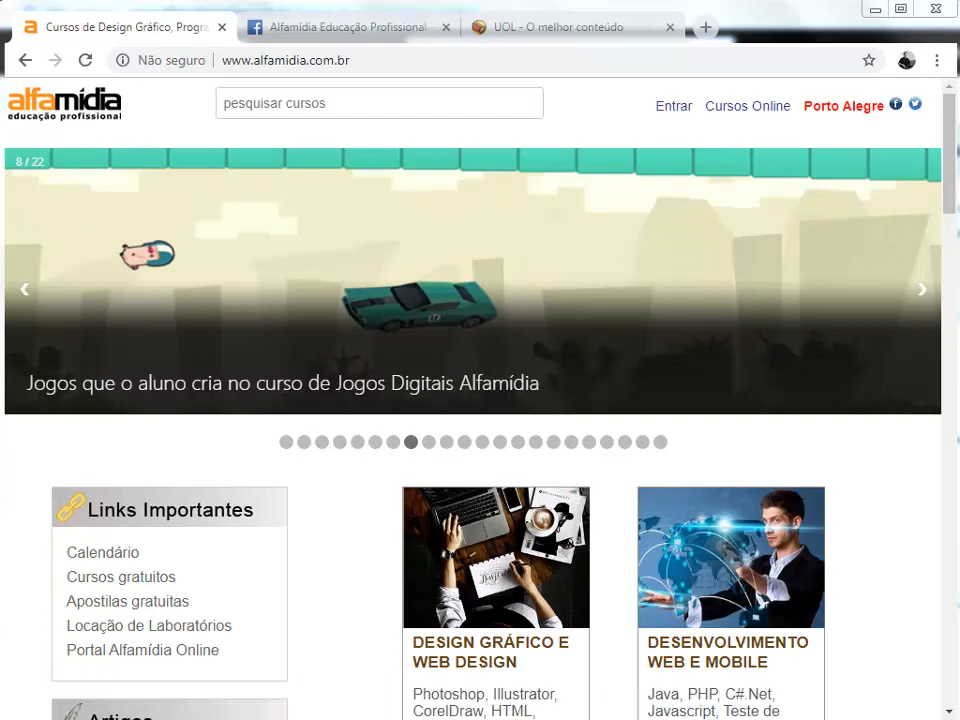 Cursos de Design Gráfico, Progra
Alfamídia Educação Profissional
UOL - O melhor conteúdo
Não seguro
www.alfamidia.com.br
alfamídia
educação profissional
pesquisar cursos
Entrar
Cursos Online
Porto Alegre
8 / 22
Jogos que o aluno cria no curso de Jogos Digitais Alfamídia
Links Importantes
Calendário
Cursos gratuitos
Apostilas gratuitas
Locação de Laboratórios
Portal Alfamídia Online
Artigos
DESIGN GRÁFICO E
WEB DESIGN
Photoshop, Illustrator,
CorelDraw, HTML,
DESENVOLVIMENTO
WEB E MOBILE
Java, PHP, C#.Net,
Javascript, Teste de